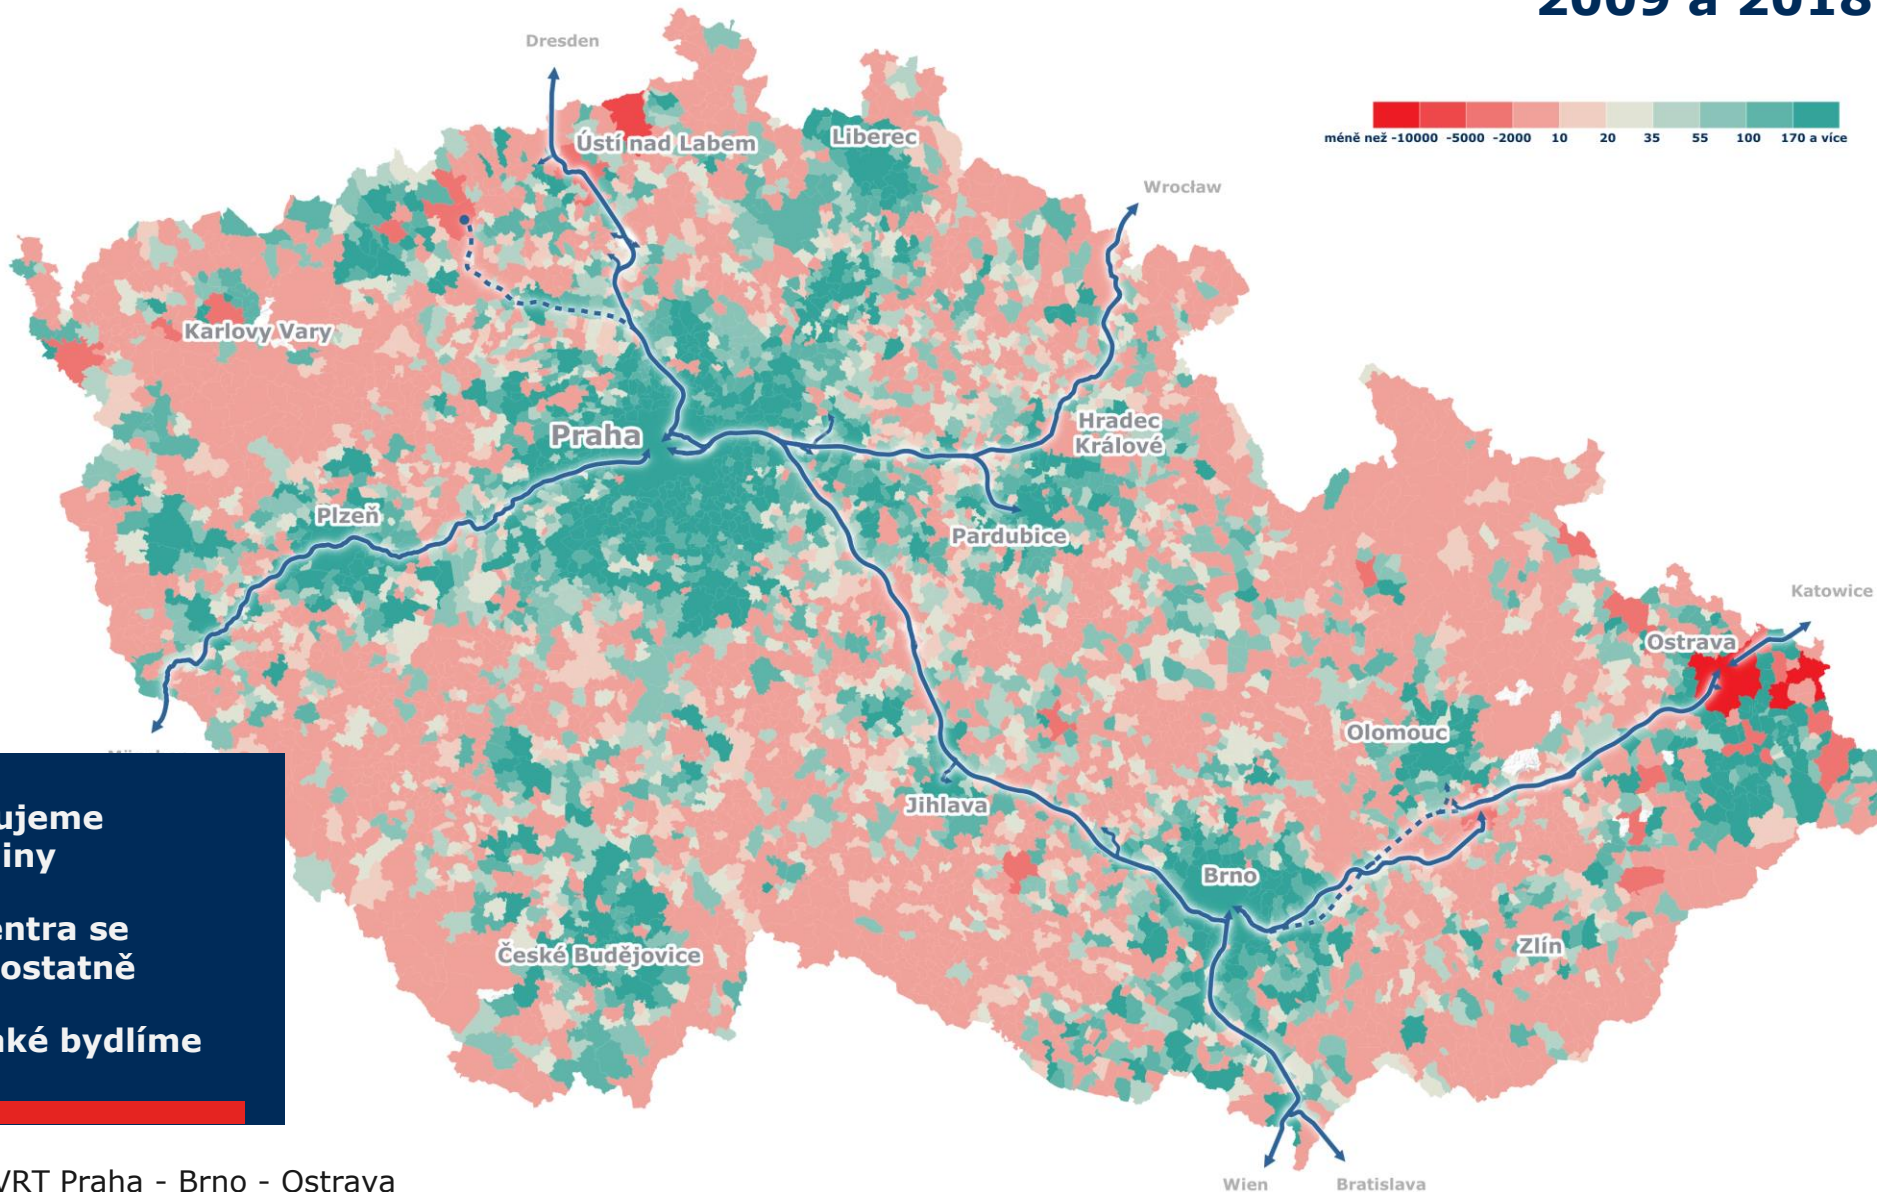 2009 a 2018
Dresden
méně než -10000 -5000 -2000 10 20 35 55 100 170 a více
Ústí nad Labem
Liberec
Wrocław
Karlovy Vary
Praha
Hradec
Králové
Plzeň
Pardubice
Katowice
Ostrava
Olomouc
Jihlava
Brno
Zlín
České Budějovice
ujeme
iny
entra se
ostatně
aké bydlíme
Wien
Bratislava
VRT Praha - Brno - Ostrava